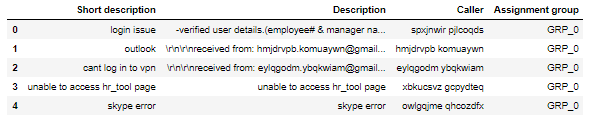 Short description Description Caller Assignment group
0 login issue -verified user details.(employee# & manager na... spxjnwir pjlcoqds GRP_0
1 outlook \r\n\r\nreceived from: hmjdrvpb.komuaywn@gmail... hmjdrvpb komuaywn GRP_0
2 cant log in to vpn \r\n\r\nreceived from: eylqgodm.ybqkwiam@gmail... eylqgodm ybqkwiam GRP_0
3 unable to access hr_tool page unable to access hr_tool page xbkucsvz gcpydteq GRP_0
4 skype error skype error owlgqjme qhcozdfx GRP_0